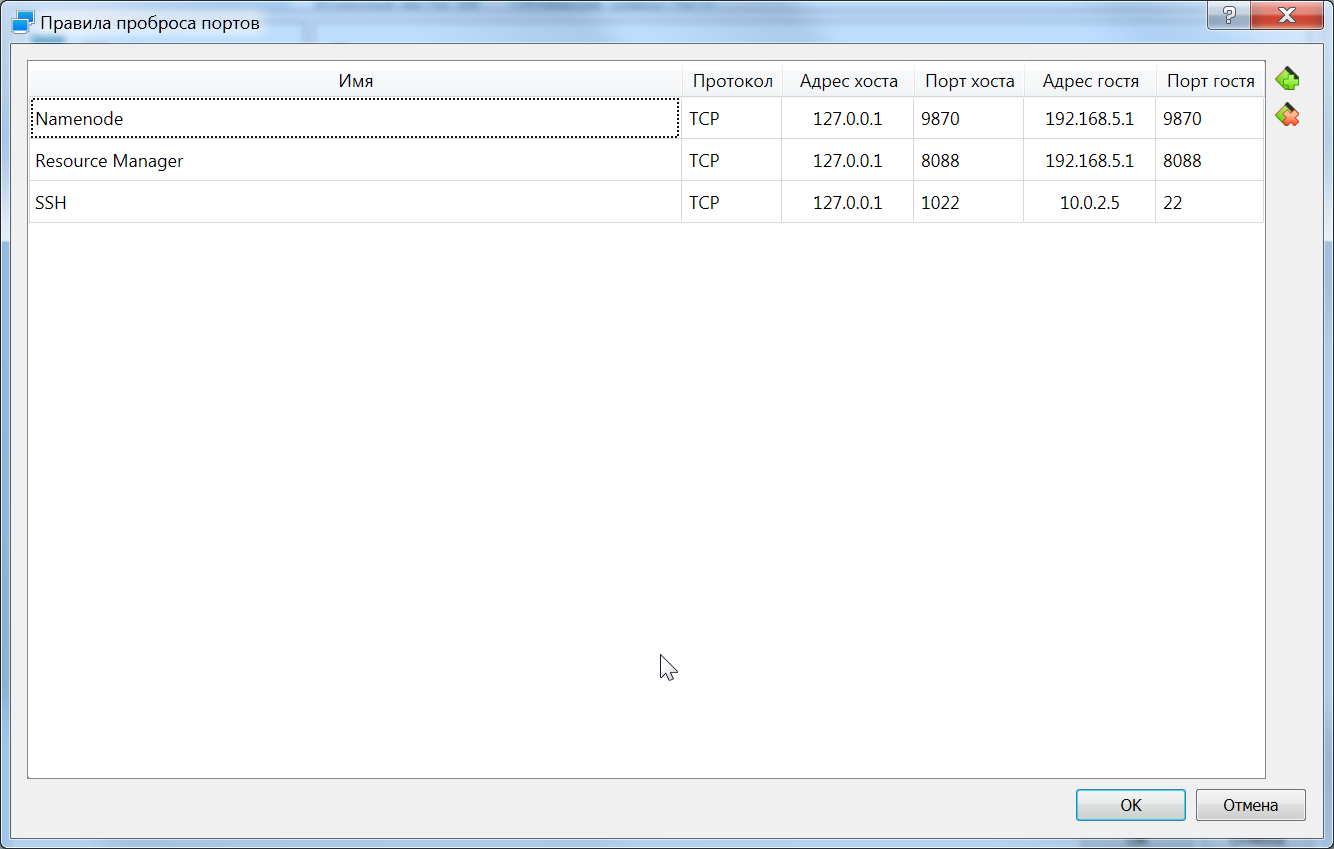 Правила проброса портов
Имя Протокол Адрес хоста Порт хоста Адрес гостя Порт гостя
Namenode TCP 127.0.0.1 9870 192.168.5.1 9870
Resource Manager TCP 127.0.0.1 8088 192.168.5.1 8088
SSH TCP 127.0.0.1 1022 10.0.2.5 22
OK Отмена